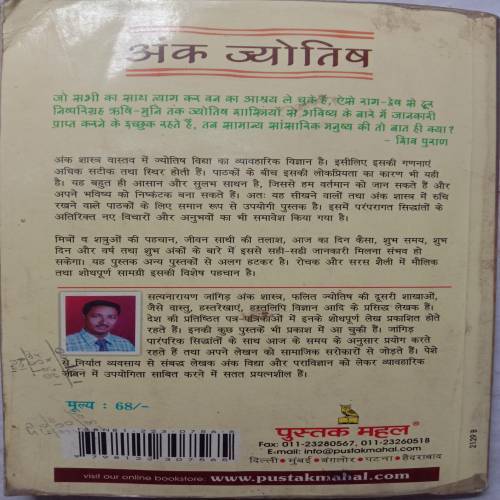 अंक ज्योतिष
जो सभी का साथ त्याग कर वन का आश्रय ले चुके हैं, ऐसे राग-द्वेष से दूर
निष्परिग्रह ऋषि-मुनि तक ज्योतिष शास्त्रियों से भविष्य के बारे में जानकारी
प्राप्त करने के इच्छुक रहते हैं, तब सामान्य सांसारिक मनुष्य की तो बात ही क्या?
- शिव पुराण
अंक शास्त्र वास्तव में ज्योतिष विद्या का व्यावहारिक विज्ञान है। इसीलिए इसकी गणनाएं
अधिक सटीक तथा स्थिर होती हैं। पाठकों के बीच इसकी लोकप्रियता का कारण भी यही
है। यह बहुत ही आसान और सुलभ साधन है, जिससे हम वर्तमान को जान सकते हैं और
अपने भविष्य को निष्कंटक बना सकते हैं। अतः यह सीखने वालों तथा अंक शास्त्र में रुचि
रखने वाले पाठकों के लिए समान रूप से उपयोगी पुस्तक है। इसमें परंपरागत सिद्धांतों के
अतिरिक्त नए विचारों और अनुभवों का भी समावेश किया गया है।
मित्रों व शत्रुओं की पहचान, जीवन साथी की तलाश, आज का दिन कैसा, शुभ समय, शुभ
दिन और वर्ष तथा शुभ अंकों के बारे में इससे सही-सही जानकारी मिलना संभव हो
सकेगा। यह पुस्तक अन्य पुस्तकों से अलग हटकर है। रोचक और सरस शैली में मौलिक
तथा शोधपूर्ण सामग्री इसकी विशेष पहचान है।
सत्यनारायण जांगिड़ अंक शास्त्र, फलित ज्योतिष की दूसरी शाखाओं,
जैसे वास्तु, हस्तरेखाएं, हस्तलिपि विज्ञान आदि के प्रसिद्ध लेखक हैं।
देश की प्रतिष्ठित पत्र-पत्रिकाओं में इनके शोधपूर्ण लेख प्रकाशित होते
रहते हैं। इनकी कुछ पुस्तकें भी प्रकाश में आ चुकी हैं। जांगिड़
पारंपरिक सिद्धांतों के साथ आज के समय के अनुसार प्रयोग करते
रहते हैं तथा अपने लेखन को सामाजिक सरोकारों से जोड़ते हैं। पेशे
से निर्यात व्यवसाय से संबद्ध लेखक अंक विद्या और पराविज्ञान को लेकर व्यावहारिक
जीवन में उपयोगिता साबित करने में सतत प्रयत्नशील हैं।
मूल्य : 68/-
पुस्तक महल
Fax: 011-23280567, 011-23260518
E-mail: info@pustakmahal.com
दिल्ली • मुंबई • बंगलोर • पटना • हैदराबाद
2129 B
visit our online bookstore: www.pustakmahal.com